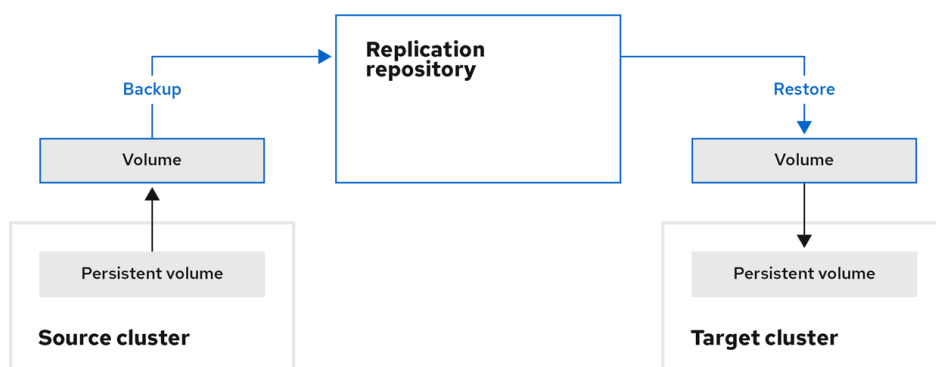 Replication
repository
Backup
Restore
Volume
Volume
Persistent volume
Persistent volume
Source cluster
Target cluster